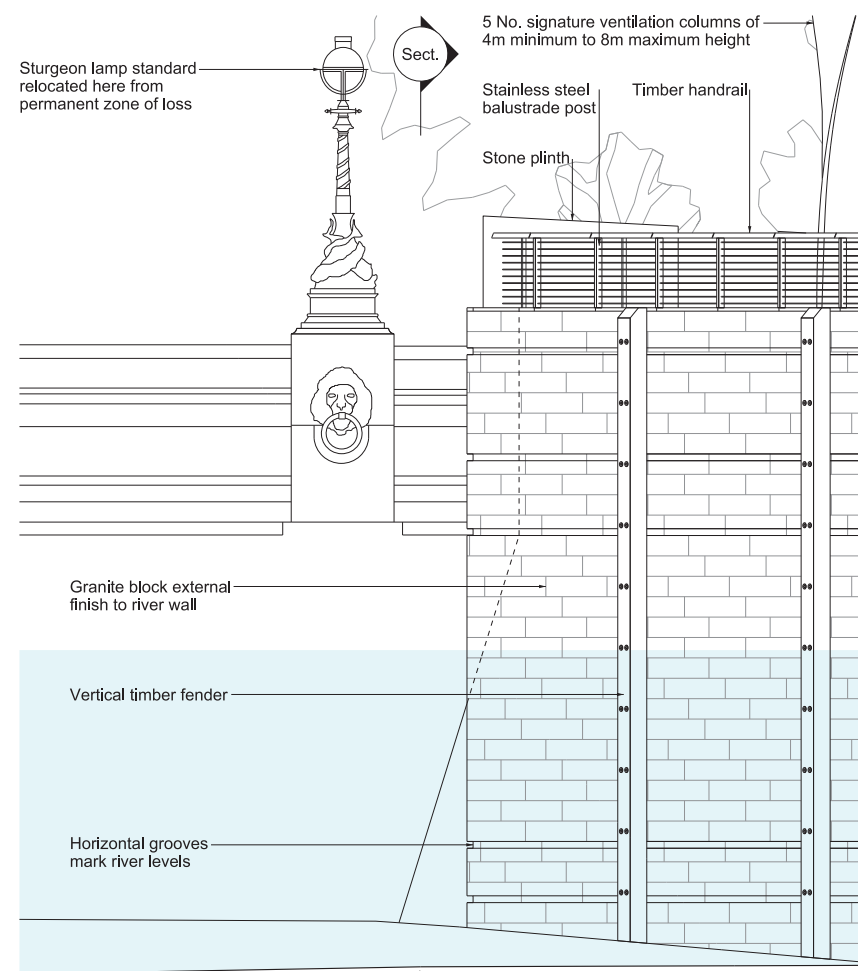 5 No. signature ventilation columns of
4m minimum to 8m maximum height
Sect.
Sturgeon lamp standard
relocated here from
permanent zone of loss
Stainless steel
balustrade post
Timber handrail
Stone plinth
Granite block external
finish to river wall
Vertical timber fender
Horizontal grooves
mark river levels